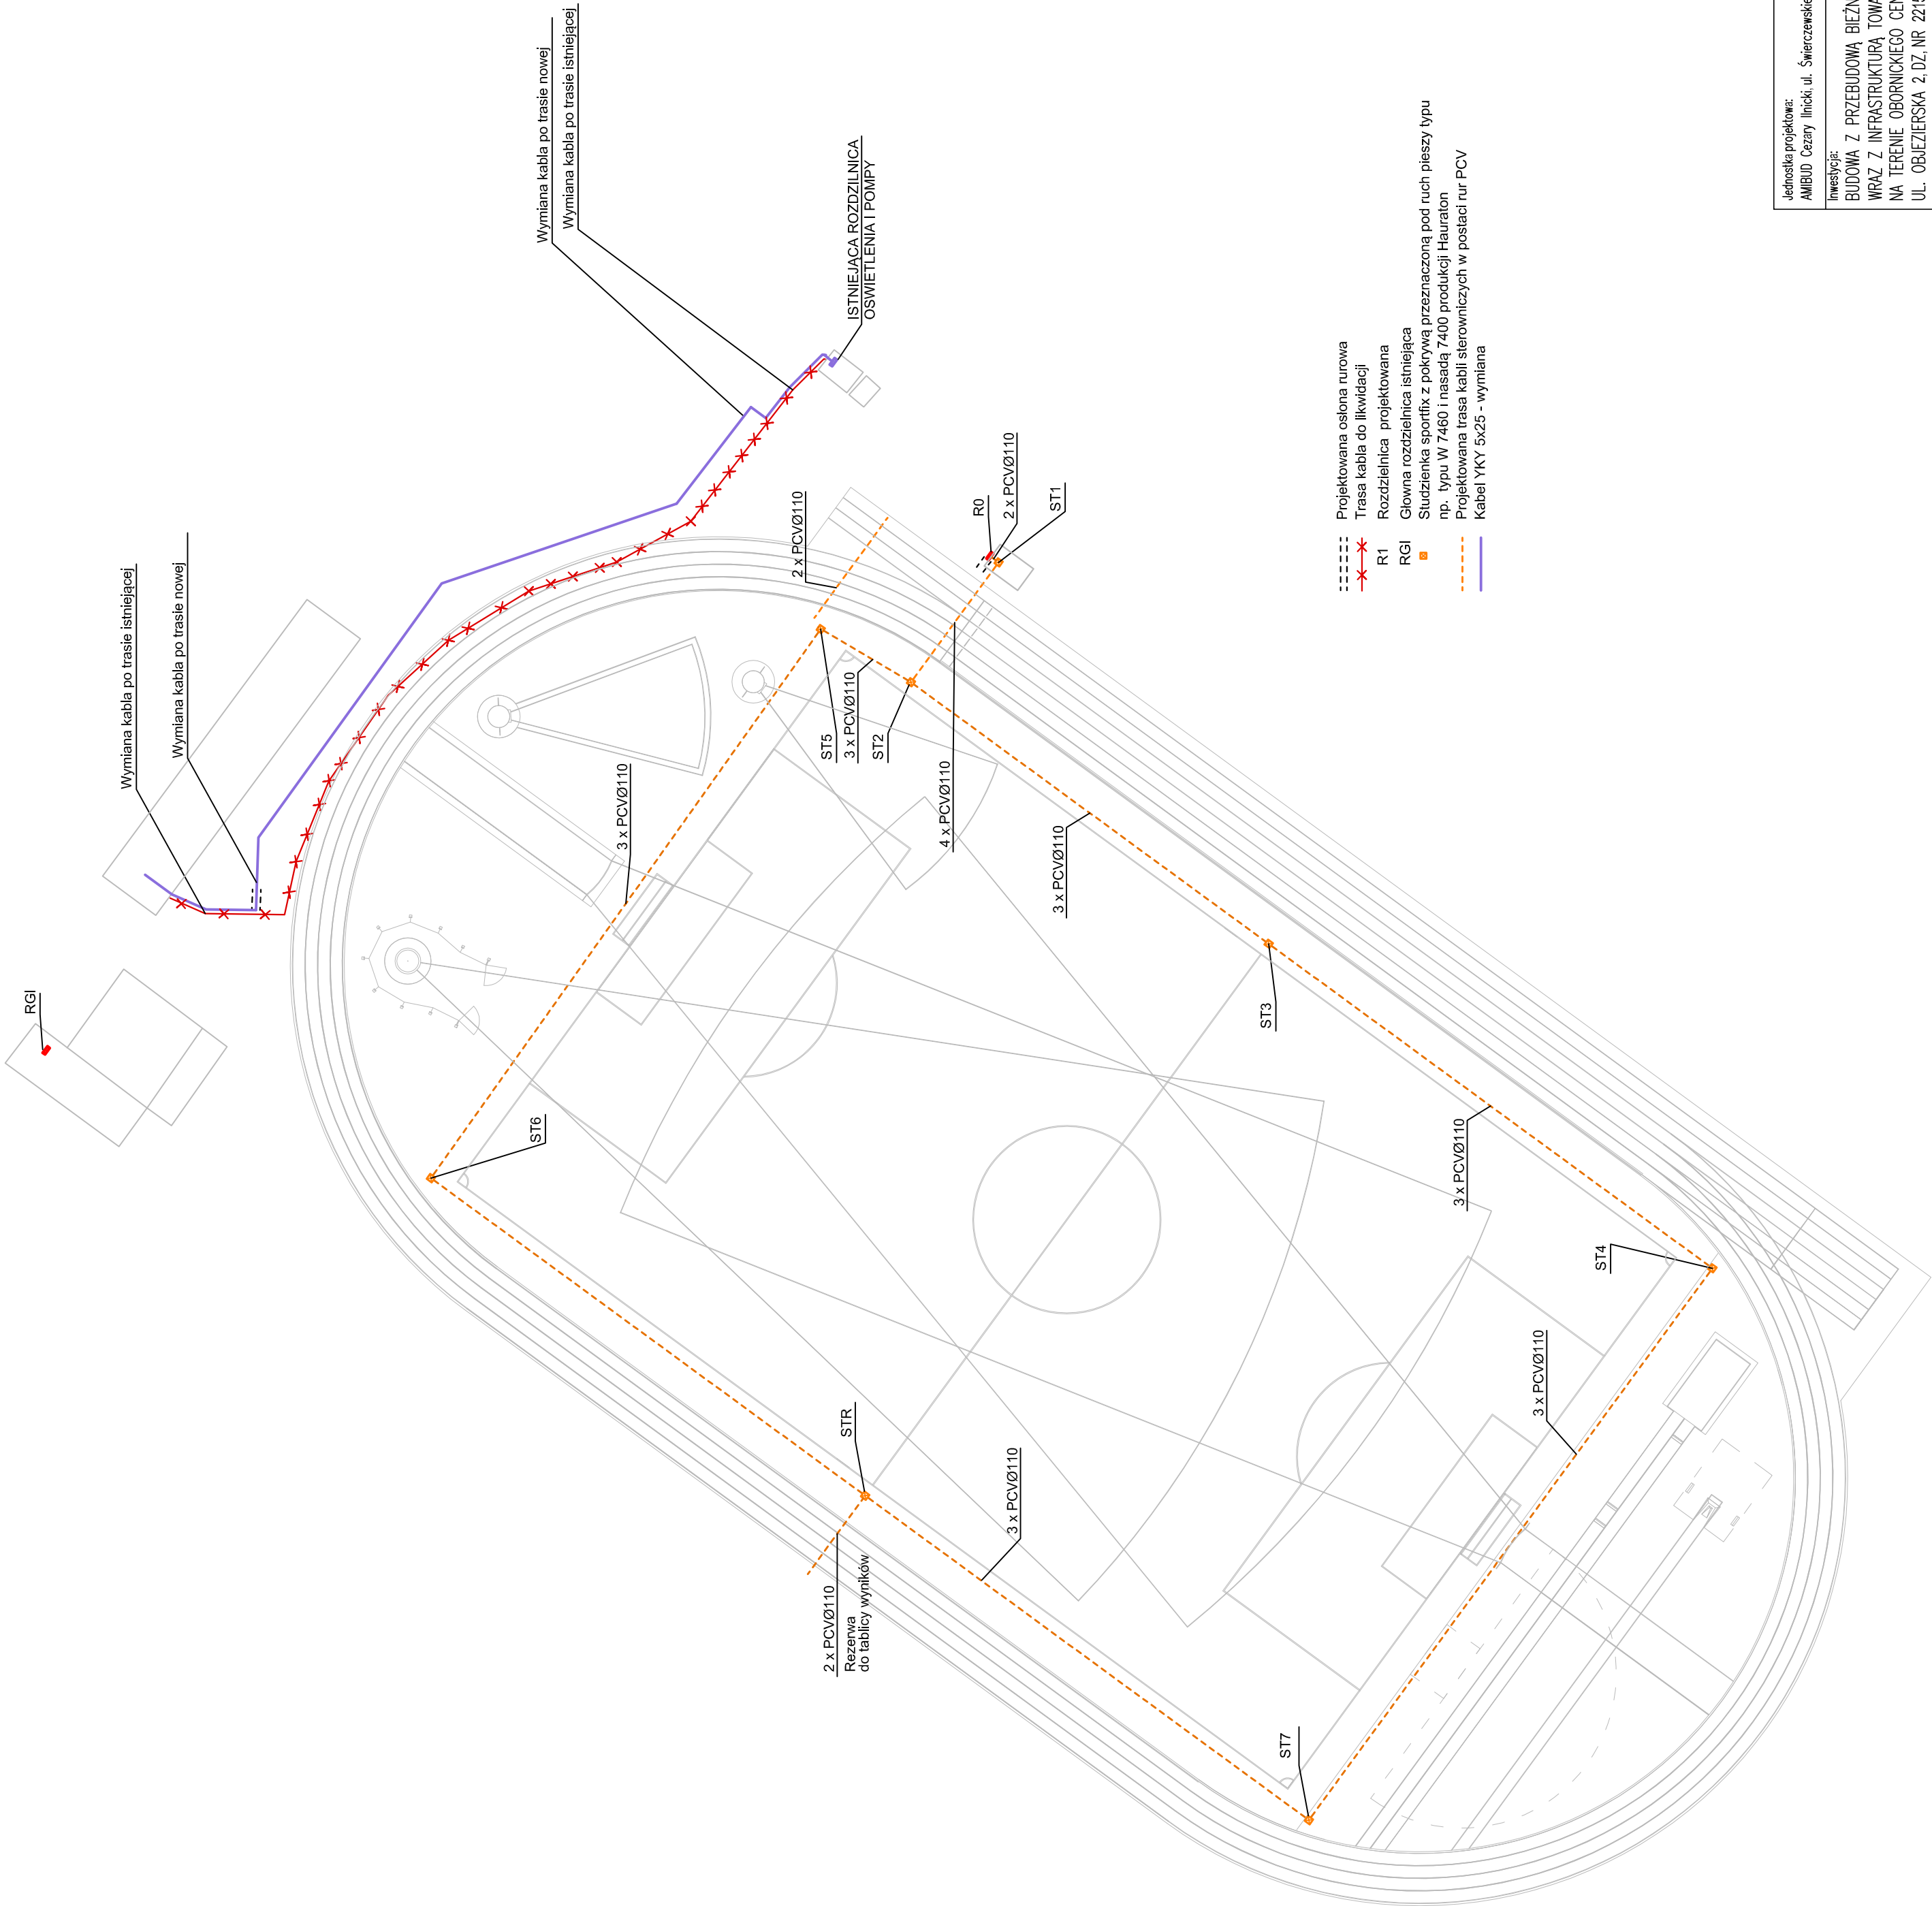 Wymiana kabla po trasie istniejącej
Wymiana kabla po trasie nowej
Wymiana kabla po trasie nowej
Wymiana kabla po trasie istniejącej
ISTNIEJĄCA ROZDZILNICA
OSWIETLENIA I POMPY
RGI
2 x PCVØ110
R0
2 x PCVØ110
ST1
ST5
3 x PCVØ110
ST2
4 x PCVØ110
3 x PCVØ110
3 x PCVØ110
ST3
ST6
3 x PCVØ110
ST4
STR
3 x PCVØ110
3 x PCVØ110
2 x PCVØ110
Rezerwa
do tablicy wyników
ST7
Projektowana osłona rurowa
Trasa kabla do likwidacji
R1 Rozdzielnica projektowana
RGI Głowna rozdzielnica istniejąca
Studzienka sportfix z pokrywą przeznaczoną pod ruch pieszy typu
np. typu W 7460 i nasadą 7400 produkcji Hauraton
Projektowana trasa kabli sterowniczych w postaci rur PCV
Kabel YKY 5x25 - wymiana
Jednostka projektowa:
AMIBUD Cezary Ilnicki, ul. Świerczewskie
Inwestycja:
BUDOWA Z PRZEBUDOWĄ BIEŻN
WRAZ Z INFRASTRUKTURĄ TOWA
NA TERENIE OBORNICKIEGO CEN
UL. OBJEZIERSKA 2, DZ, NR 2215